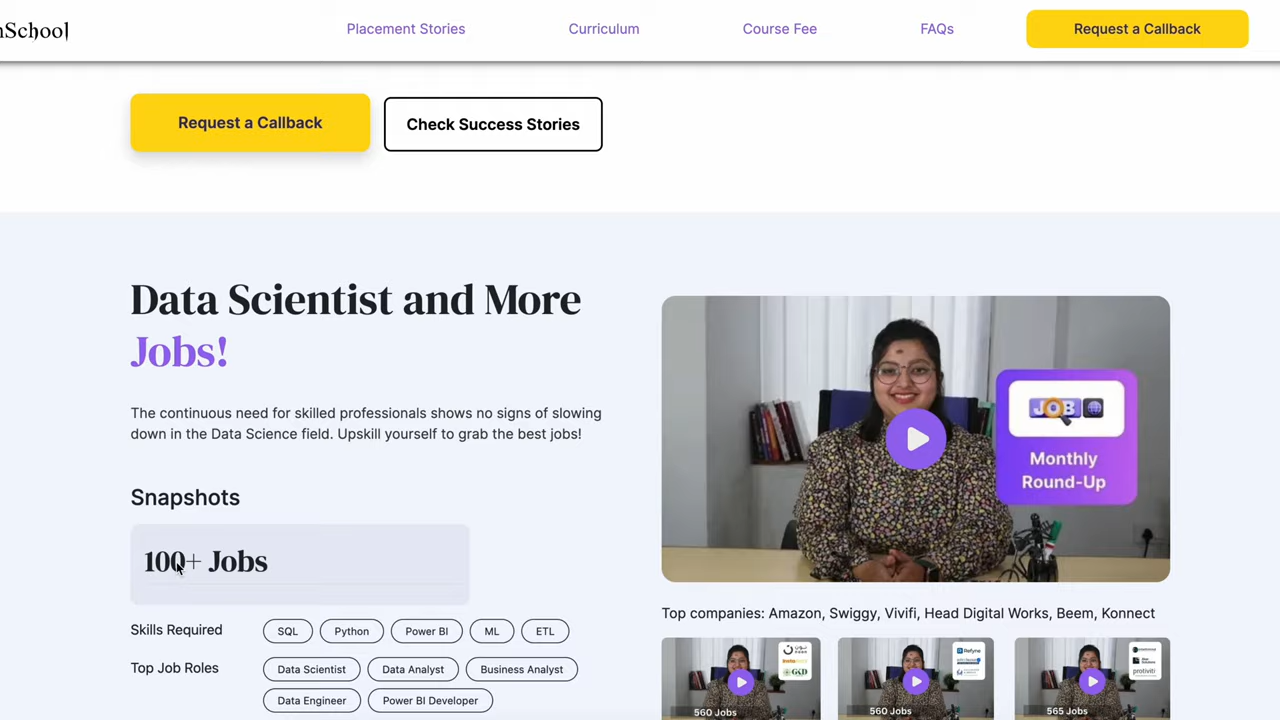 nSchool
Placement Stories
Curriculum
Course Fee
FAQs
Request a Callback
Request a Callback
Check Success Stories
Data Scientist and More
Jobs!
The continuous need for skilled professionals shows no signs of slowing
down in the Data Science field. Upskill yourself to grab the best jobs!
Snapshots
100+ Jobs
Skills Required
SQL
Python
Power BI
ML
ETL
Top Job Roles
Data Scientist
Data Analyst
Business Analyst
Data Engineer
Power BI Developer
JOB
Monthly
Round-Up
Top companies: Amazon, Swiggy, Vivifi, Head Digital Works, Beem, Konnect
560 Jobs
Refyne
560 Jobs
protiviti
565 Jobs